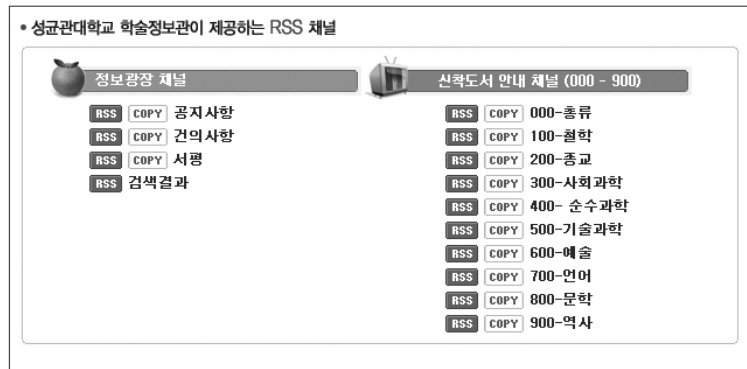 • 성균관대학교 학술정보관이 제공하는 RSS 채널
정보광장 채널
RSS COPY 공지사항
RSS COPY 건의사항
RSS COPY 서평
RSS 검색결과
신착도서 안내 채널 (000 - 900)
RSS COPY 000-총류
RSS COPY 100-철학
RSS COPY 200-종교
RSS COPY 300-사회과학
RSS COPY 400- 순수과학
RSS COPY 500-기술과학
RSS COPY 600-예술
RSS COPY 700-언어
RSS COPY 800-문학
RSS COPY 900-역사